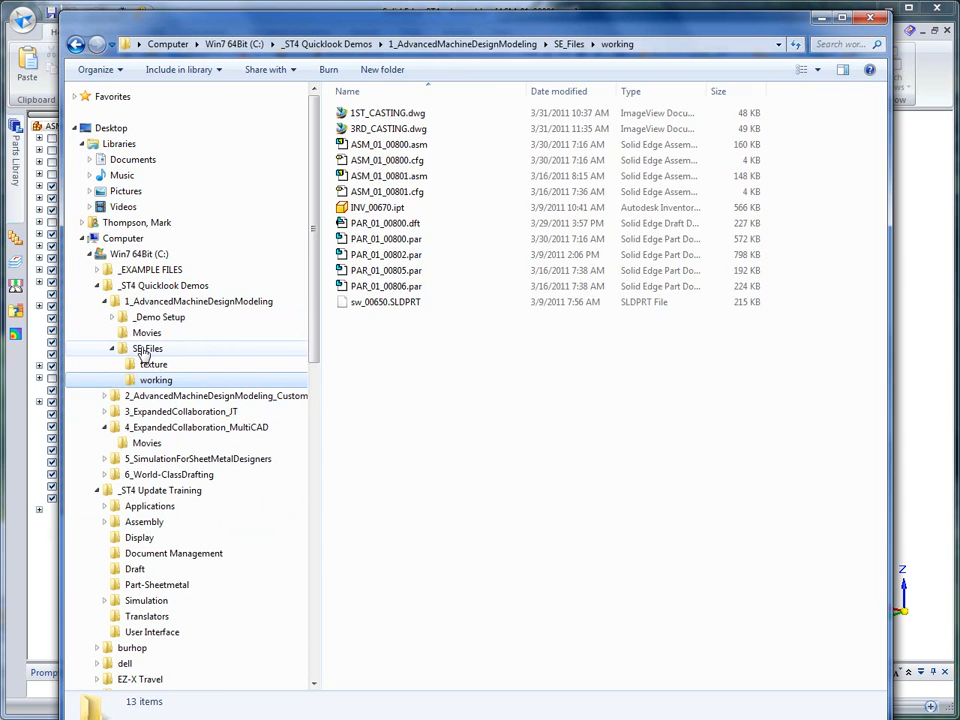 Computer Win7 64Bit (C:) _ST4 Quicklook Demos 1_AdvancedMachineDesignModeling SE_Files working
Search wor...
Organize Include in library Share with Burn New folder
Paste
Clipboard
Parts Library
ASM
Name Date modified Type Size
1ST_CASTING.dwg 3/31/2011 10:37 AM ImageView Docu... 48 KB
3RD_CASTING.dwg 3/31/2011 11:35 AM ImageView Docu... 49 KB
ASM_01_00800.asm 3/30/2011 7:16 AM Solid Edge Assem... 160 KB
ASM_01_00800.cfg 3/30/2011 7:16 AM Solid Edge Assem... 4 KB
ASM_01_00801.asm 3/16/2011 8:15 AM Solid Edge Assem... 148 KB
ASM_01_00801.cfg 3/16/2011 7:36 AM Solid Edge Assem... 4 KB
INV_00670.ipt 3/9/2011 10:41 AM Autodesk Inventor... 566 KB
PAR_01_00800.dft 3/29/2011 3:57 PM Solid Edge Draft D... 227 KB
PAR_01_00800.par 3/30/2011 7:16 AM Solid Edge Part Do... 572 KB
PAR_01_00802.par 3/9/2011 2:06 PM Solid Edge Part Do... 798 KB
PAR_01_00805.par 3/16/2011 7:38 AM Solid Edge Part Do... 192 KB
PAR_01_00806.par 3/16/2011 7:38 AM Solid Edge Part Do... 224 KB
sw_00650.SLDPRT 3/9/2011 7:56 AM SLDPRT File 215 KB
Favorites
Desktop
Libraries
Documents
Music
Pictures
Videos
Thompson, Mark
Computer
Win7 64Bit (C:)
_EXAMPLE FILES
_ST4 Quicklook Demos
1_AdvancedMachineDesignModeling
_Demo Setup
Movies
SE_Files
texture
working
2_AdvancedMachineDesignModeling_Custom
3_ExpandedCollaboration_JT
4_ExpandedCollaboration_MultiCAD
Movies
5_SimulationForSheetMetalDesigners
6_World-ClassDrafting
_ST4 Update Training
Applications
Assembly
Display
Document Management
Draft
Part-Sheetmetal
Simulation
Translators
User Interface
burhop
dell
EZ-X Travel
Z
Promp
13 items